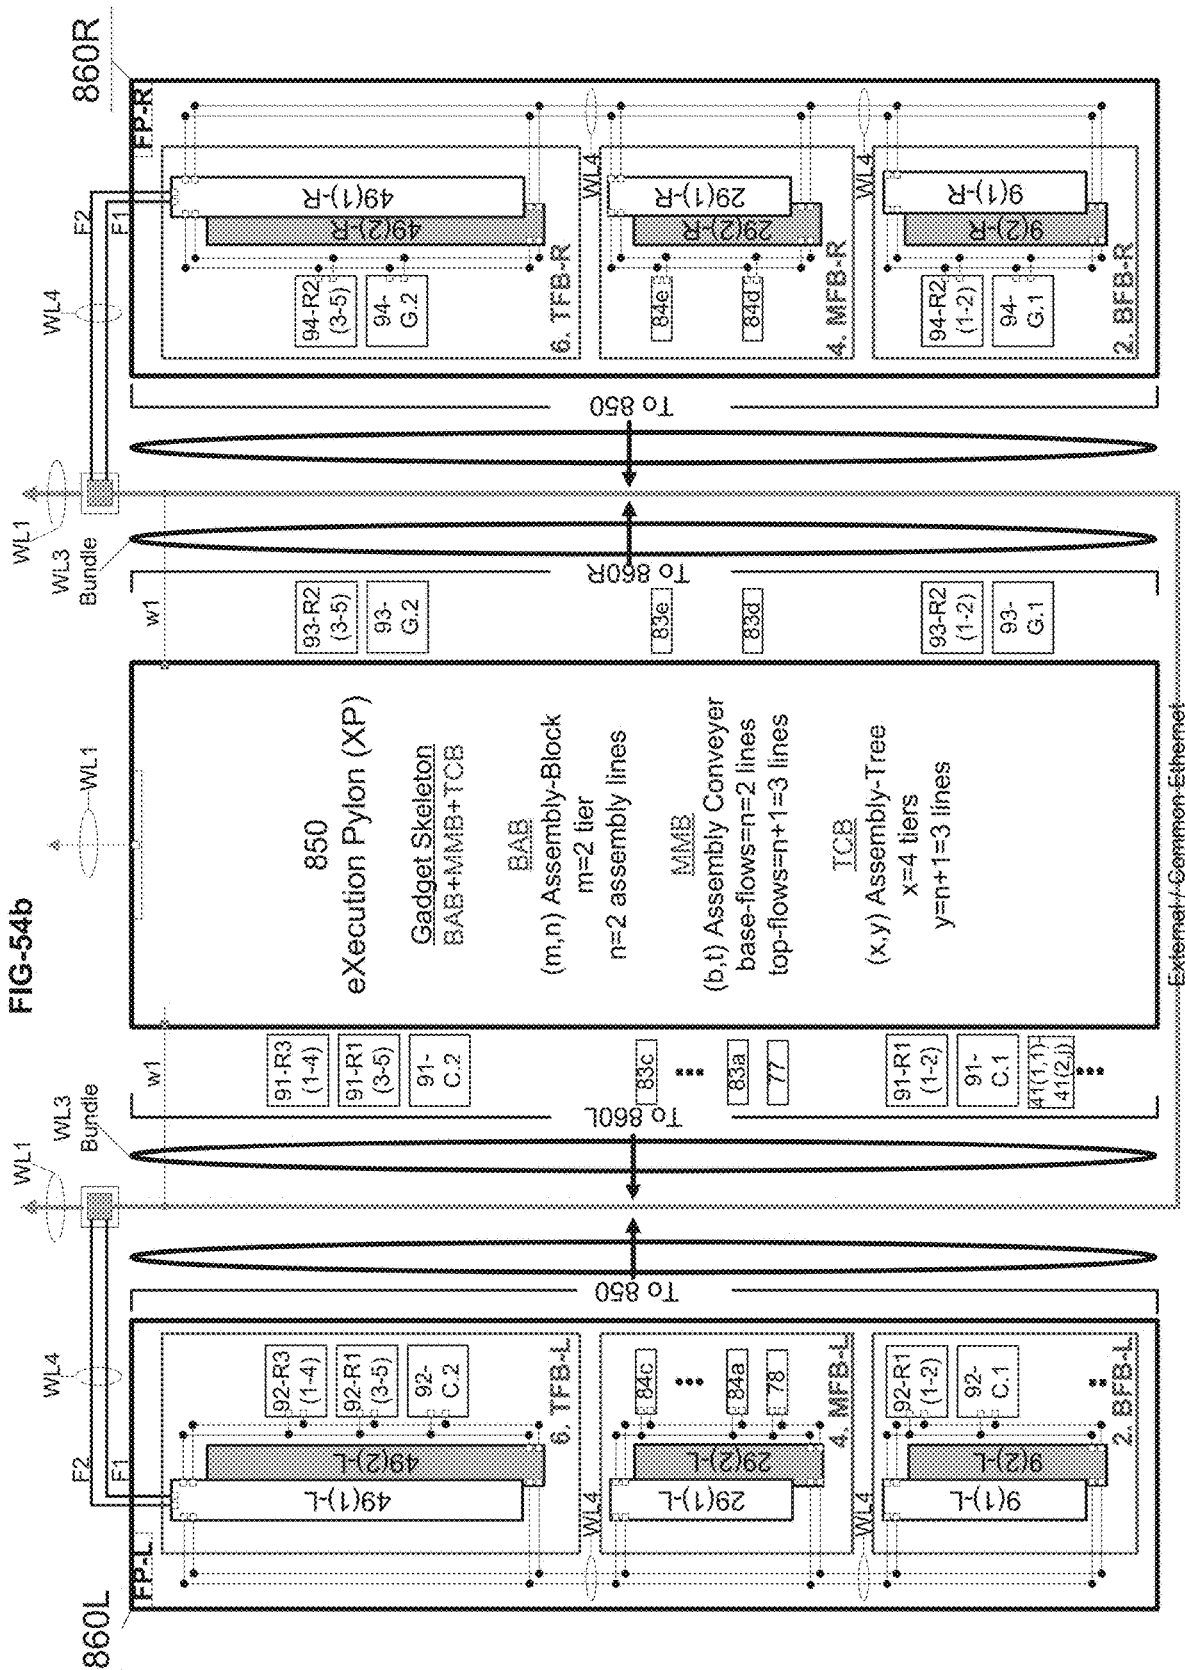 FIG-54b
860L
FP-L
WL4
F2
F1
49(1)-L
49(2)-L
92-R3
(1-4)
92-R1
(3-5)
92-
C.2
6. TFB-L
WL4
29(1)-L
29(2)-L
84c
•••
84a
78
4. MFB-L
WL4
9(1)-L
9(2)-L
92-R1
(1-2)
92-
C.1
••
2. BFB-L
To 850
WL1
WL3
Bundle
To 860L
w1
91-R3
(1-4)
91-R1
(3-5)
91-
C.2
83c
•••
83a
77
91-R1
(1-2)
91-
C.1
41(1,1)-
41(2,j)
•••
WL1
850
eXecution Pylon (XP)
Gadget Skeleton
BAB+MMB+TCB
BAB
(m,n) Assembly-Block
m=2 tier
n=2 assembly lines
MMB
(b,t) Assembly Conveyer
base-flows=n=2 lines
top-flows=n+1=3 lines
TCB
(x,y) Assembly-Tree
x=4 tiers
y=n+1=3 lines
External / Common Ethernet
w1
93-R2
(3-5)
93-
G.2
83e
83d
93-R2
(1-2)
93-
G.1
To 860R
WL3
Bundle
WL1
To 850
WL4
F2
F1
860R
FP-R
94-R2
(3-5)
94-
G.2
49(2)-R
49(1)-R
6. TFB-R
WL4
84e
84d
29(2)-R
29(1)-R
4. MFB-R
WL4
94-R2
(1-2)
94-
G.1
9(2)-R
9(1)-R
2. BFB-R